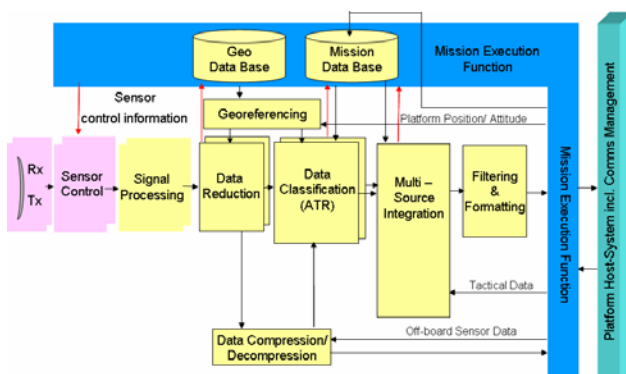 Geo
Data Base
Mission
Data Base
Mission Execution
Function
Sensor
control information
Georeferencing
Platform Position/ Attitude
Rx
Tx
Sensor
Control
Signal
Processing
Data
Reduction
Data
Classification
(ATR)
Multi –
Source
Integration
Filtering
&
Formatting
Tactical Data
Off-board Sensor Data
Data Compression/
Decompression
Mission Execution Function
Platform Host-System incl. Comms Management